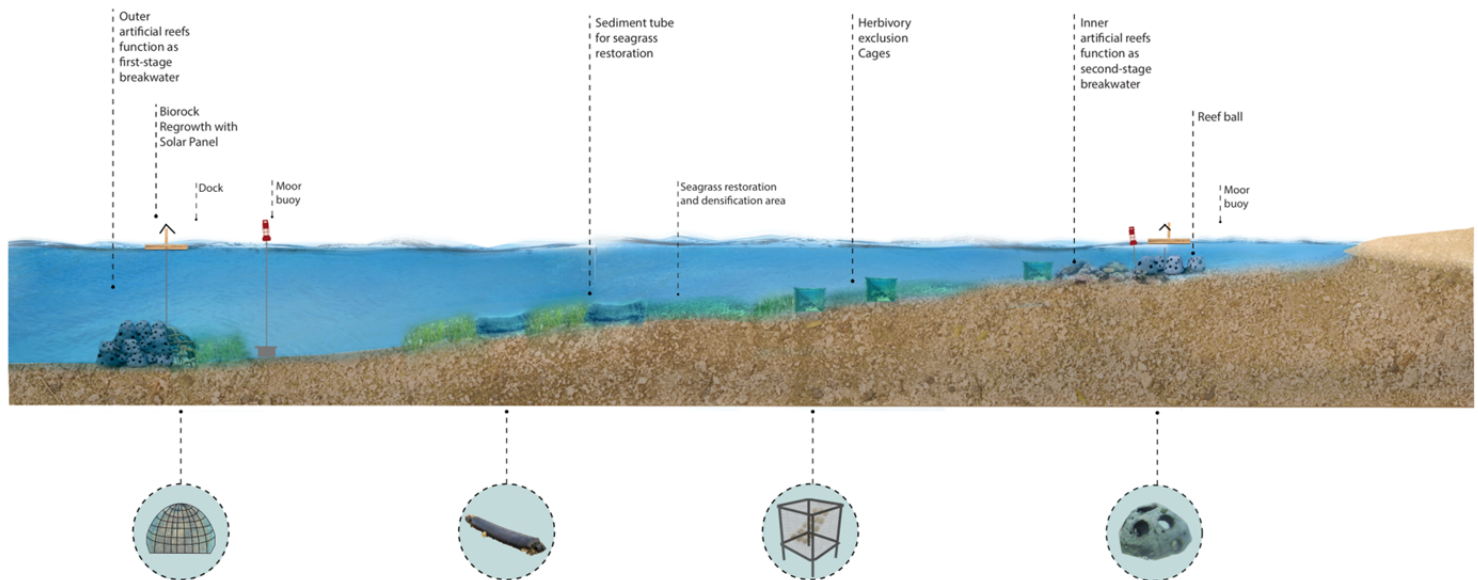 Outer
artificial reefs
function as
first-stage
breakwater
Biorock
Regrowth with
Solar Panel
Dock
Moor
buoy
Sediment tube
for seagrass
restoration
Seagrass restoration
and densification area
Herbivory
exclusion
Cages
Inner
artificial reefs
function as
second-stage
breakwater
Reef ball
Moor
buoy